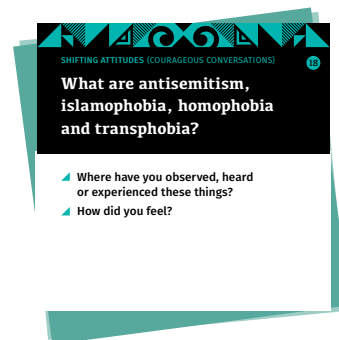 SHIFTING ATTITUDES (COURAGEOUS CONVERSATIONS)
18
What are antisemitism,
islamophobia, homophobia
and transphobia?
Where have you observed, heard
or experienced these things?
How did you feel?